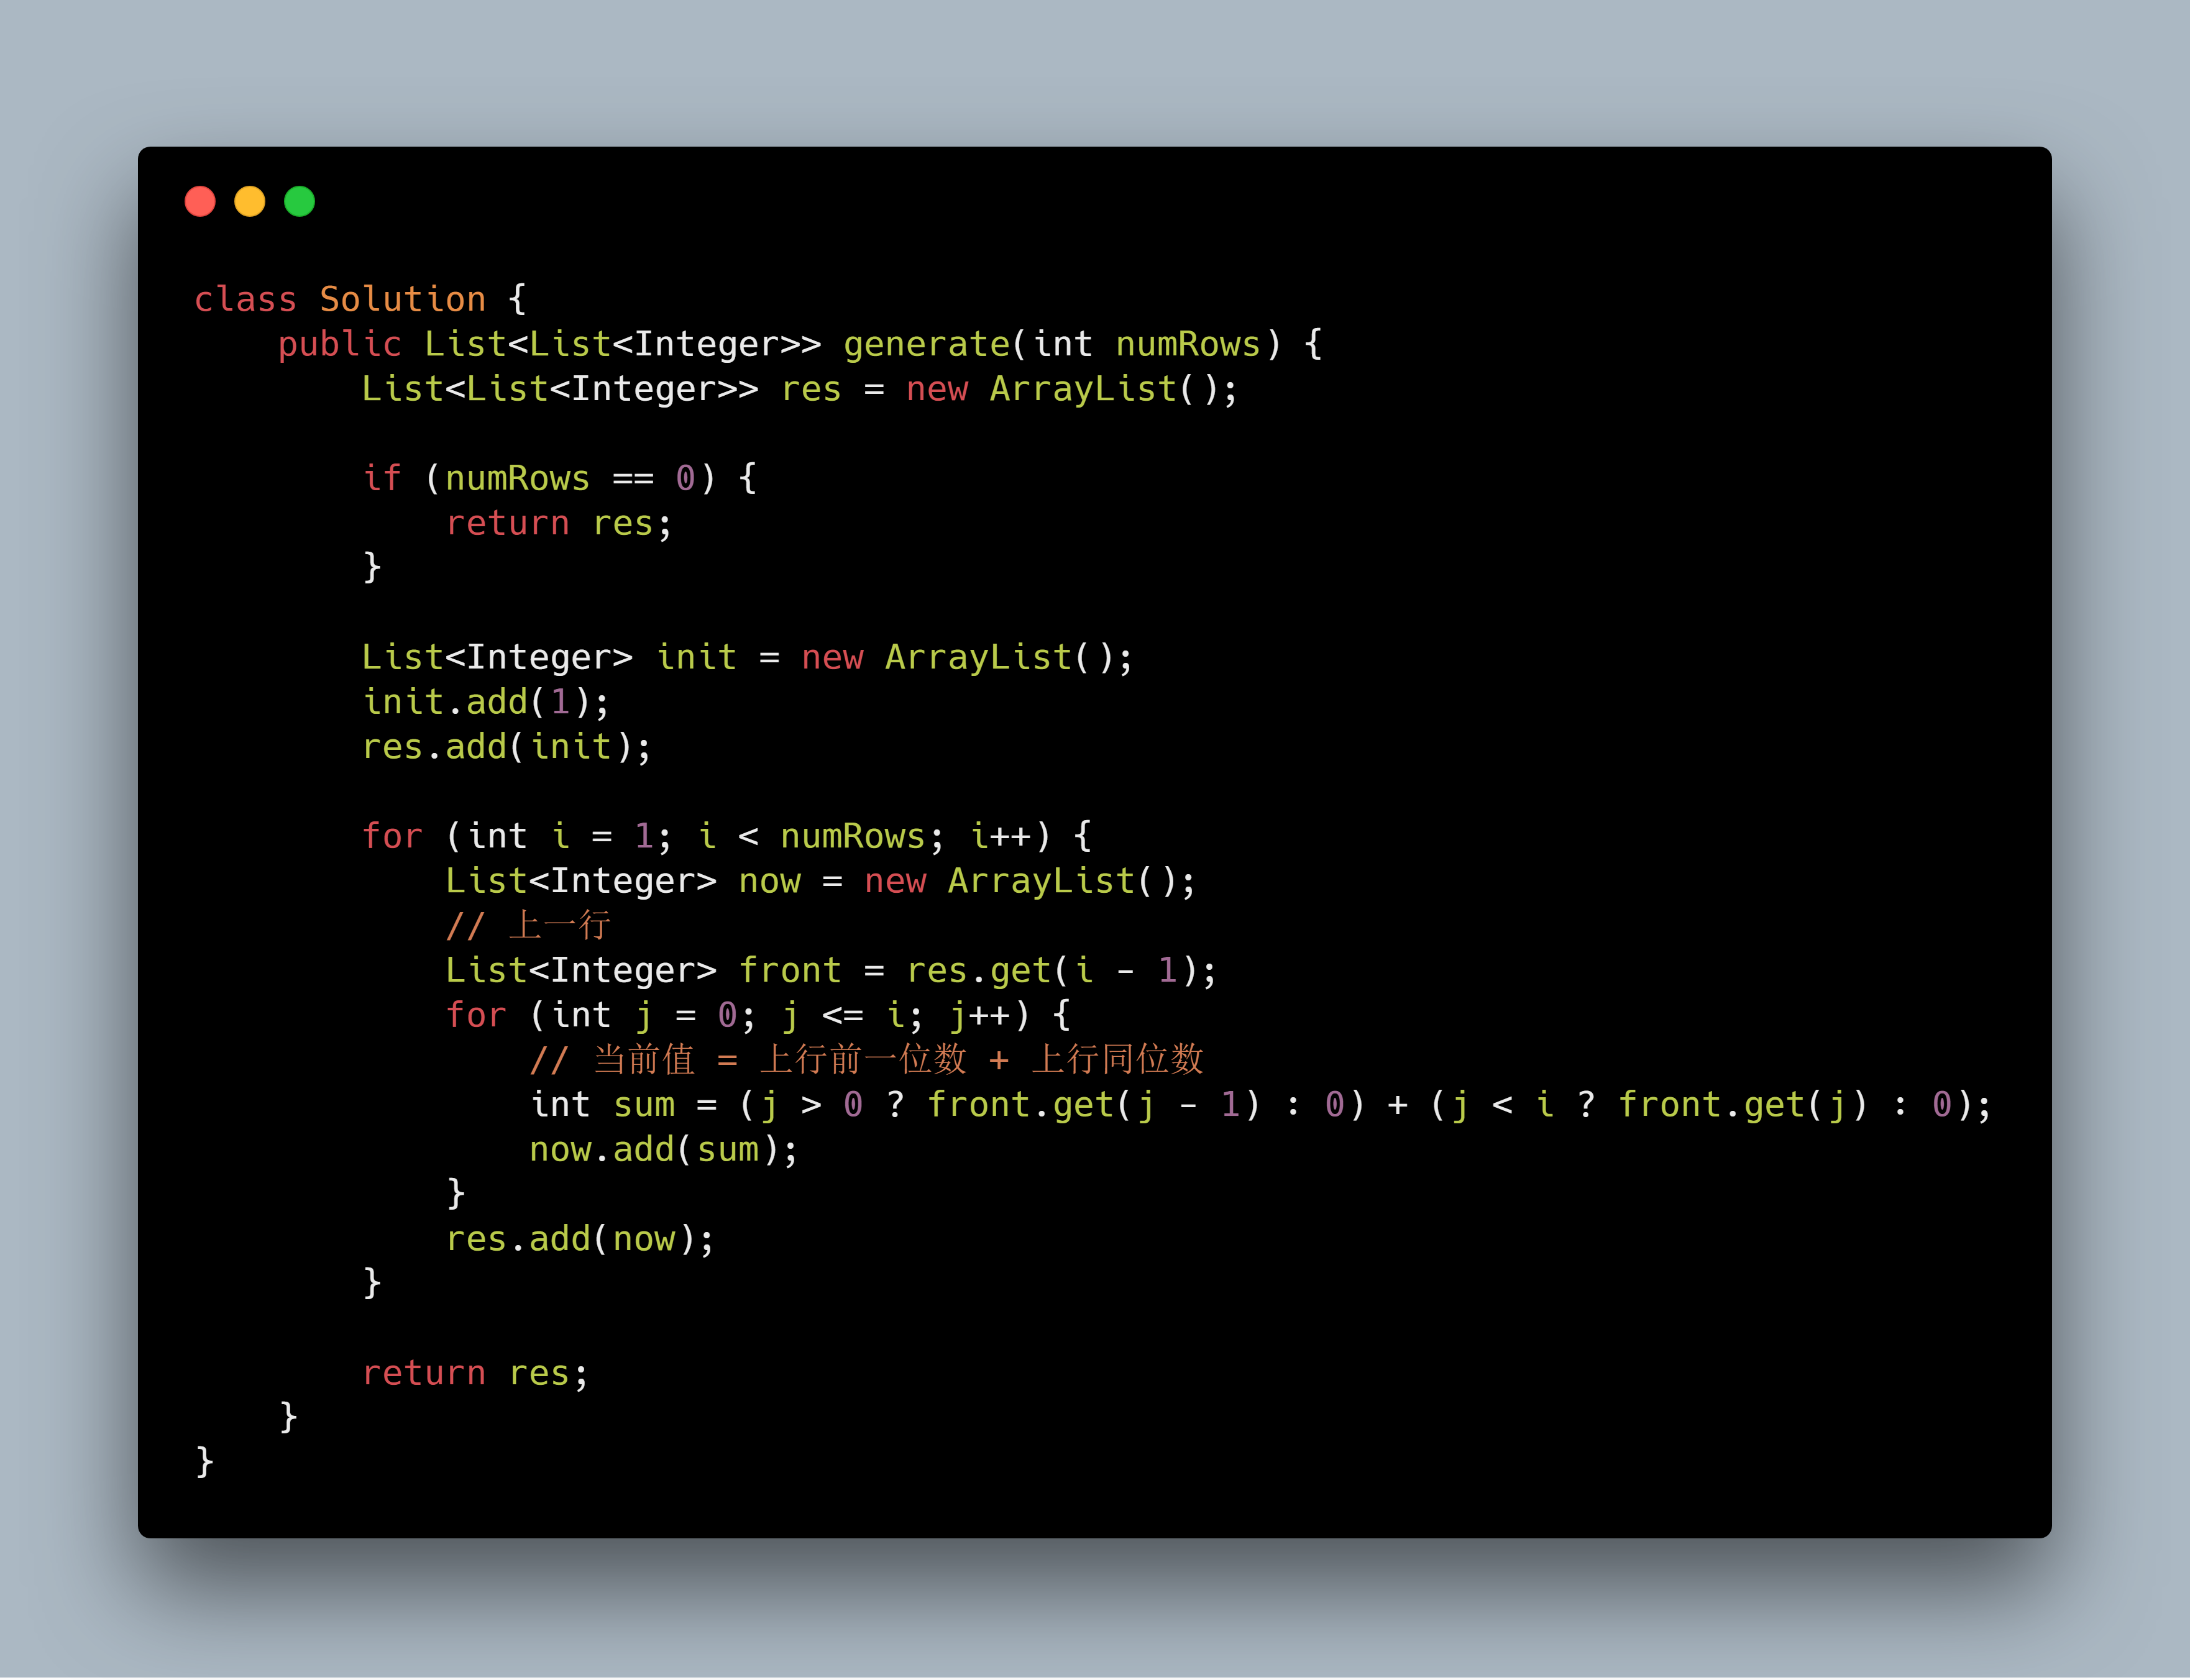 class Solution {
    public List<List<Integer>> generate(int numRows) {
        List<List<Integer>> res = new ArrayList();

        if (numRows == 0) {
            return res;
        }

        List<Integer> init = new ArrayList();
        init.add(1);
        res.add(init);

        for (int i = 1; i < numRows; i++) {
            List<Integer> now = new ArrayList();
            // 上一行
            List<Integer> front = res.get(i - 1);
            for (int j = 0; j <= i; j++) {
                // 当前值 = 上行前一位数 + 上行同位数
                int sum = (j > 0 ? front.get(j - 1) : 0) + (j < i ? front.get(j) : 0);
                now.add(sum);
            }
            res.add(now);
        }

        return res;
    }
}